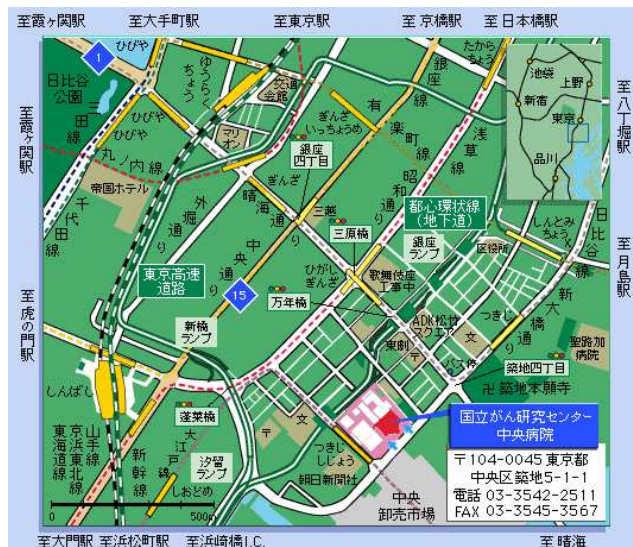 至霞ヶ関駅
至大手町駅
至東京駅
至京橋駅
至日本橋駅
1
ひびや
日比谷
公園
ゆうらく
ちょう
交通
会館
銀座線
たから
ちょう
池袋
上野
新宿
東京
品川
至八丁堀駅
至霞ヶ関駅
三田線
ひびや
ひびや
丸ノ内線
マリ
オン
ぎんざ
いっちょうめ
有楽町線
浅草線
銀座
四丁目
帝国ホテル
千代田線
外堀通り
晴海通り
ぎんざ
三越
昭和通り
都心環状線
(地下道)
しんとみ
ちょう
日比谷線
三原橋
銀座
ランプ
区役所
至月島駅
東京高速
道路
中央通り
15
ひがし
ぎんざ
歌舞伎座
工事中
新大橋通り
万年橋
ADK松竹
スクエア
つきじ
聖路加
病院
至虎の門駅
新橋
ランプ
東劇
〒
文
バス停
築地四丁目
卍築地本願寺
しんばし
蓬莱橋
文
国立がん研究センター
中央病院
山手線
京浜東北線
東海道線
新幹線
大江戸線
汐留
ランプ
〒
つきじ
しじょう
朝日新聞社
しおどめ
〒104-0045 東京都
中央区築地5-1-1
電話 03-3542-2511
FAX 03-3545-3567
中央
卸売市場
0
500m
至大門駅
至浜松町駅
至浜崎橋I.C.
至晴海